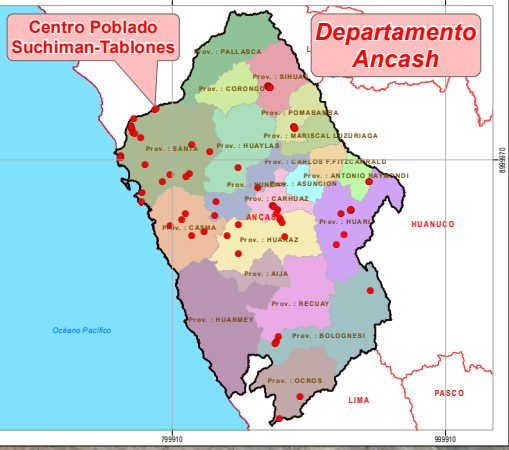 Centro Poblado
Suchiman-Tablones
Departamento
Ancash
Prov. : PALLASCA
Prov. : SIHUAS
Prov. : CORONGO
Prov. : POMABAMBA
Prov. : MARISCAL LUZURIAGA
Prov. : SANTA
Prov. : HUAYLAS
Prov. : CARLOS F.FITZCARRALD
Prov. : ANTONIO RAYMONDI
Prov. : YUNGAY
Prov. : ASUNCION
Prov. : CARHUAZ
ANCASH
Prov. : HUARI
HUANUCO
Prov. : CASMA
Prov. : HUARAZ
Prov. : AIJA
Prov. : RECUAY
Prov. : HUARMEY
Océano Pacífico
Prov. : BOLOGNESI
Prov. : OCROS
LIMA
PASCO
8999970
799910
999910